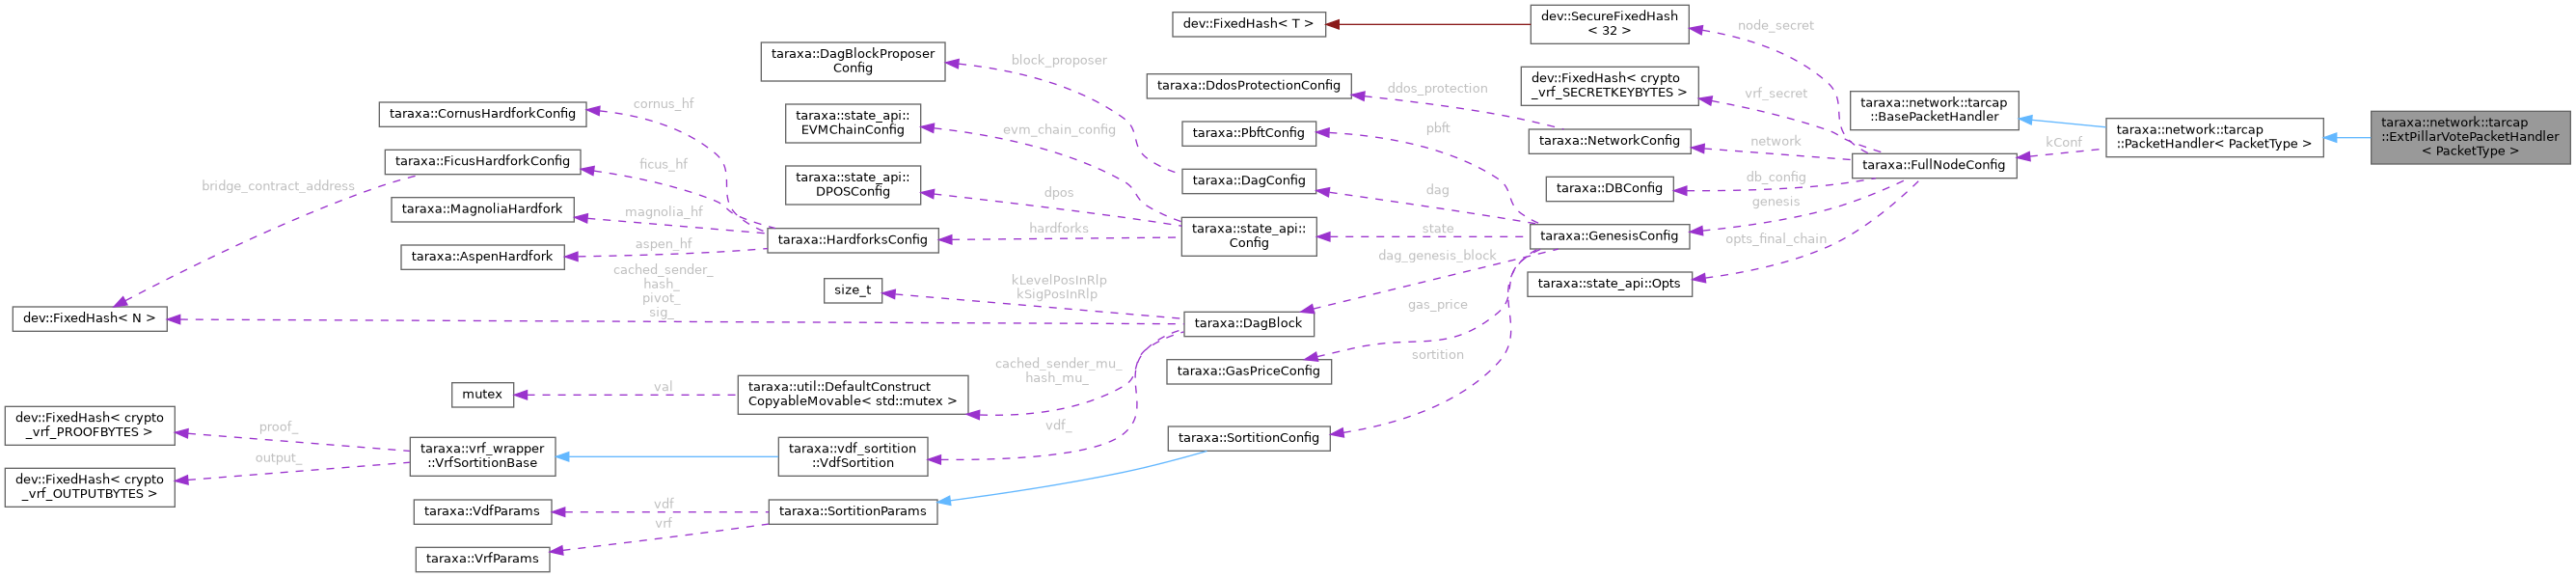 dev::FixedHash< T >
dev::SecureFixedHash
< 32 >
node_secret
taraxa::DagBlockProposer
Config
block_proposer
taraxa::DdosProtectionConfig
ddos_protection
dev::FixedHash< crypto
_vrf_SECRETKEYBYTES >
vrf_secret
taraxa::network::tarcap
::BasePacketHandler
taraxa::CornusHardforkConfig
cornus_hf
taraxa::state_api::
EVMChainConfig
evm_chain_config
taraxa::PbftConfig
pbft
taraxa::NetworkConfig
network
taraxa::network::tarcap
::PacketHandler< PacketType >
kConf
taraxa::network::tarcap
::ExtPillarVotePacketHandler
< PacketType >
taraxa::FicusHardforkConfig
ficus_hf
bridge_contract_address
taraxa::state_api::
DPOSConfig
dpos
taraxa::DagConfig
dag
taraxa::DBConfig
db_config
taraxa::FullNodeConfig
genesis
taraxa::MagnoliaHardfork
magnolia_hf
taraxa::AspenHardfork
aspen_hf
taraxa::HardforksConfig
hardforks
taraxa::state_api::
Config
state
taraxa::GenesisConfig
opts_final_chain
dag_genesis_block
taraxa::state_api::Opts
dev::FixedHash< N >
cached_sender_
hash_
pivot_
sig_
size_t
kLevelPosInRlp
kSigPosInRlp
taraxa::DagBlock
gas_price
taraxa::GasPriceConfig
sortition
cached_sender_mu_
hash_mu_
mutex
val
taraxa::util::DefaultConstruct
CopyableMovable< std::mutex >
vdf_
dev::FixedHash< crypto
_vrf_PROOFBYTES >
proof_
taraxa::vrf_wrapper
::VrfSortitionBase
taraxa::vdf_sortition
::VdfSortition
taraxa::SortitionConfig
dev::FixedHash< crypto
_vrf_OUTPUTBYTES >
output_
taraxa::VdfParams
vdf
taraxa::SortitionParams
vrf
taraxa::VrfParams